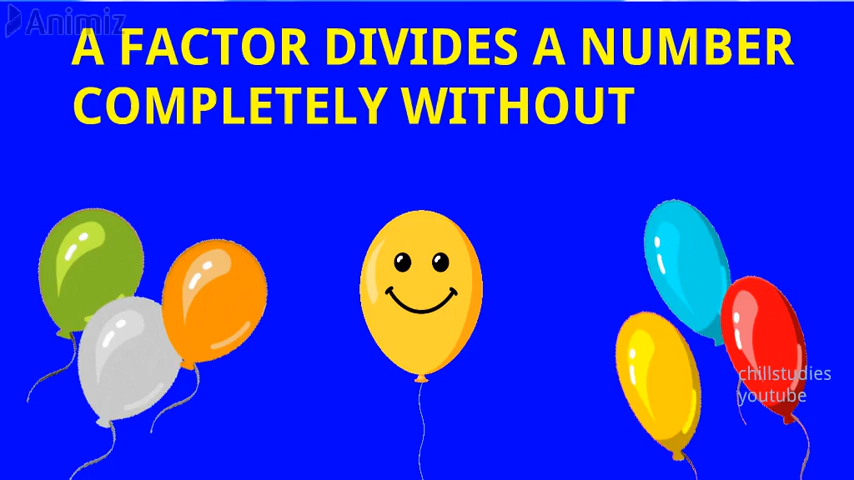 Animiz
A FACTOR DIVIDES A NUMBER
COMPLETELY WITHOUT
chillstudies
youtube